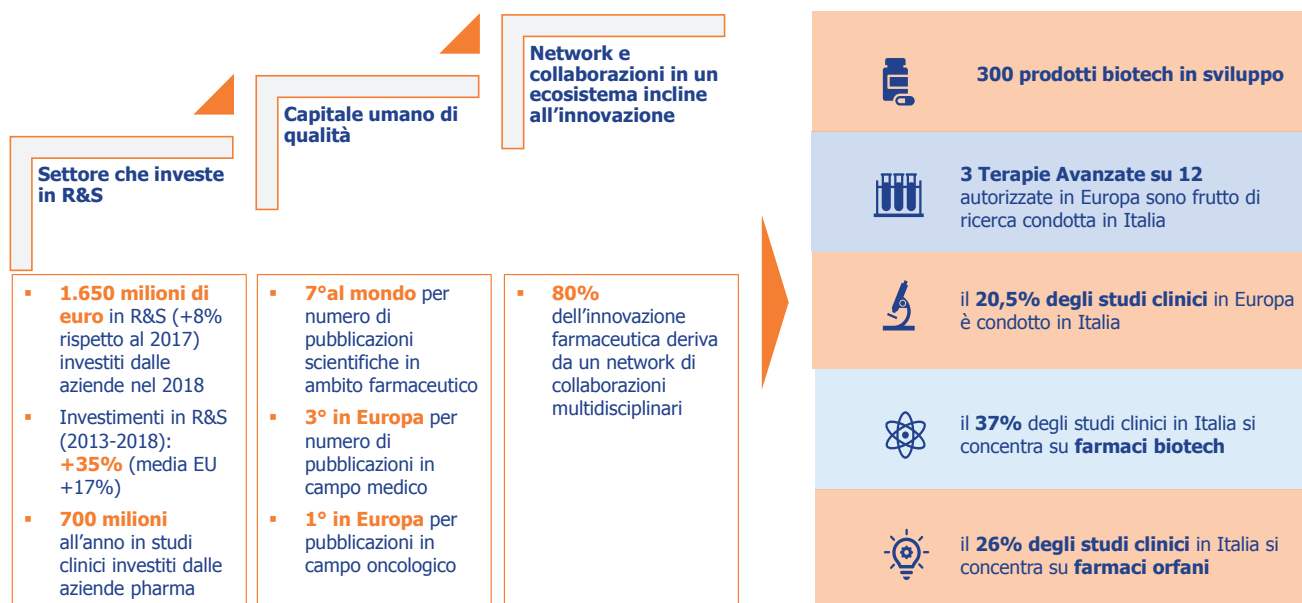 Settore che investe
in R&S
▪ 1.650 milioni di
euro in R&S (+8%
rispetto al 2017)
investiti dalle
aziende nel 2018
▪ Investimenti in R&S
(2013-2018):
+35% (media EU
+17%)
▪ 700 milioni
all'anno in studi
clinici investiti dalle
aziende pharma
Capitale umano di
qualità
▪ 7°al mondo per
numero di
pubblicazioni
scientifiche in
ambito farmaceutico
▪ 3° in Europa per
numero di
pubblicazioni in
campo medico
▪ 1° in Europa per
pubblicazioni in
campo oncologico
Network e
collaborazioni in un
ecosistema incline
all'innovazione
▪ 80%
dell'innovazione
farmaceutica deriva
da un network di
collaborazioni
multidisciplinari
300 prodotti biotech in sviluppo
3 Terapie Avanzate su 12
autorizzate in Europa sono frutto di
ricerca condotta in Italia
il 20,5% degli studi clinici in Europa
è condotto in Italia
il 37% degli studi clinici in Italia si
concentra su farmaci biotech
il 26% degli studi clinici in Italia si
concentra su farmaci orfani